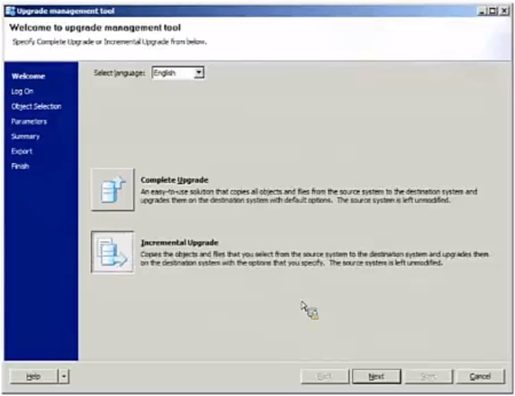 Upgrade management tool
Welcome to upgrade management tool
Specify Complete Upgrade or Incremental Upgrade from below.
Welcome
Log On
Object Selection
Parameters
Summary
Export
Finish
Select language: English
Complete Upgrade
An easy-to-use solution that copies all objects and files from the source system to the destination system and
upgrades them on the destination system with default options. The source system is left unmodified.
Incremental Upgrade
Copies the objects and files that you select from the source system to the destination system and upgrades them
on the destination system with the options that you specify. The source system is left unmodified.
Help Back Next Cancel